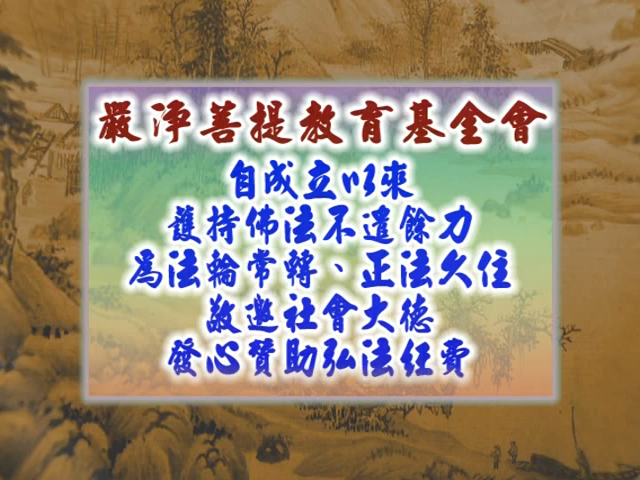 嚴淨菩提教育基金會
自成立以來
護持佛法不遺餘力
為法輪常轉、正法久住
敬邀社會大德
發心贊助弘法經費